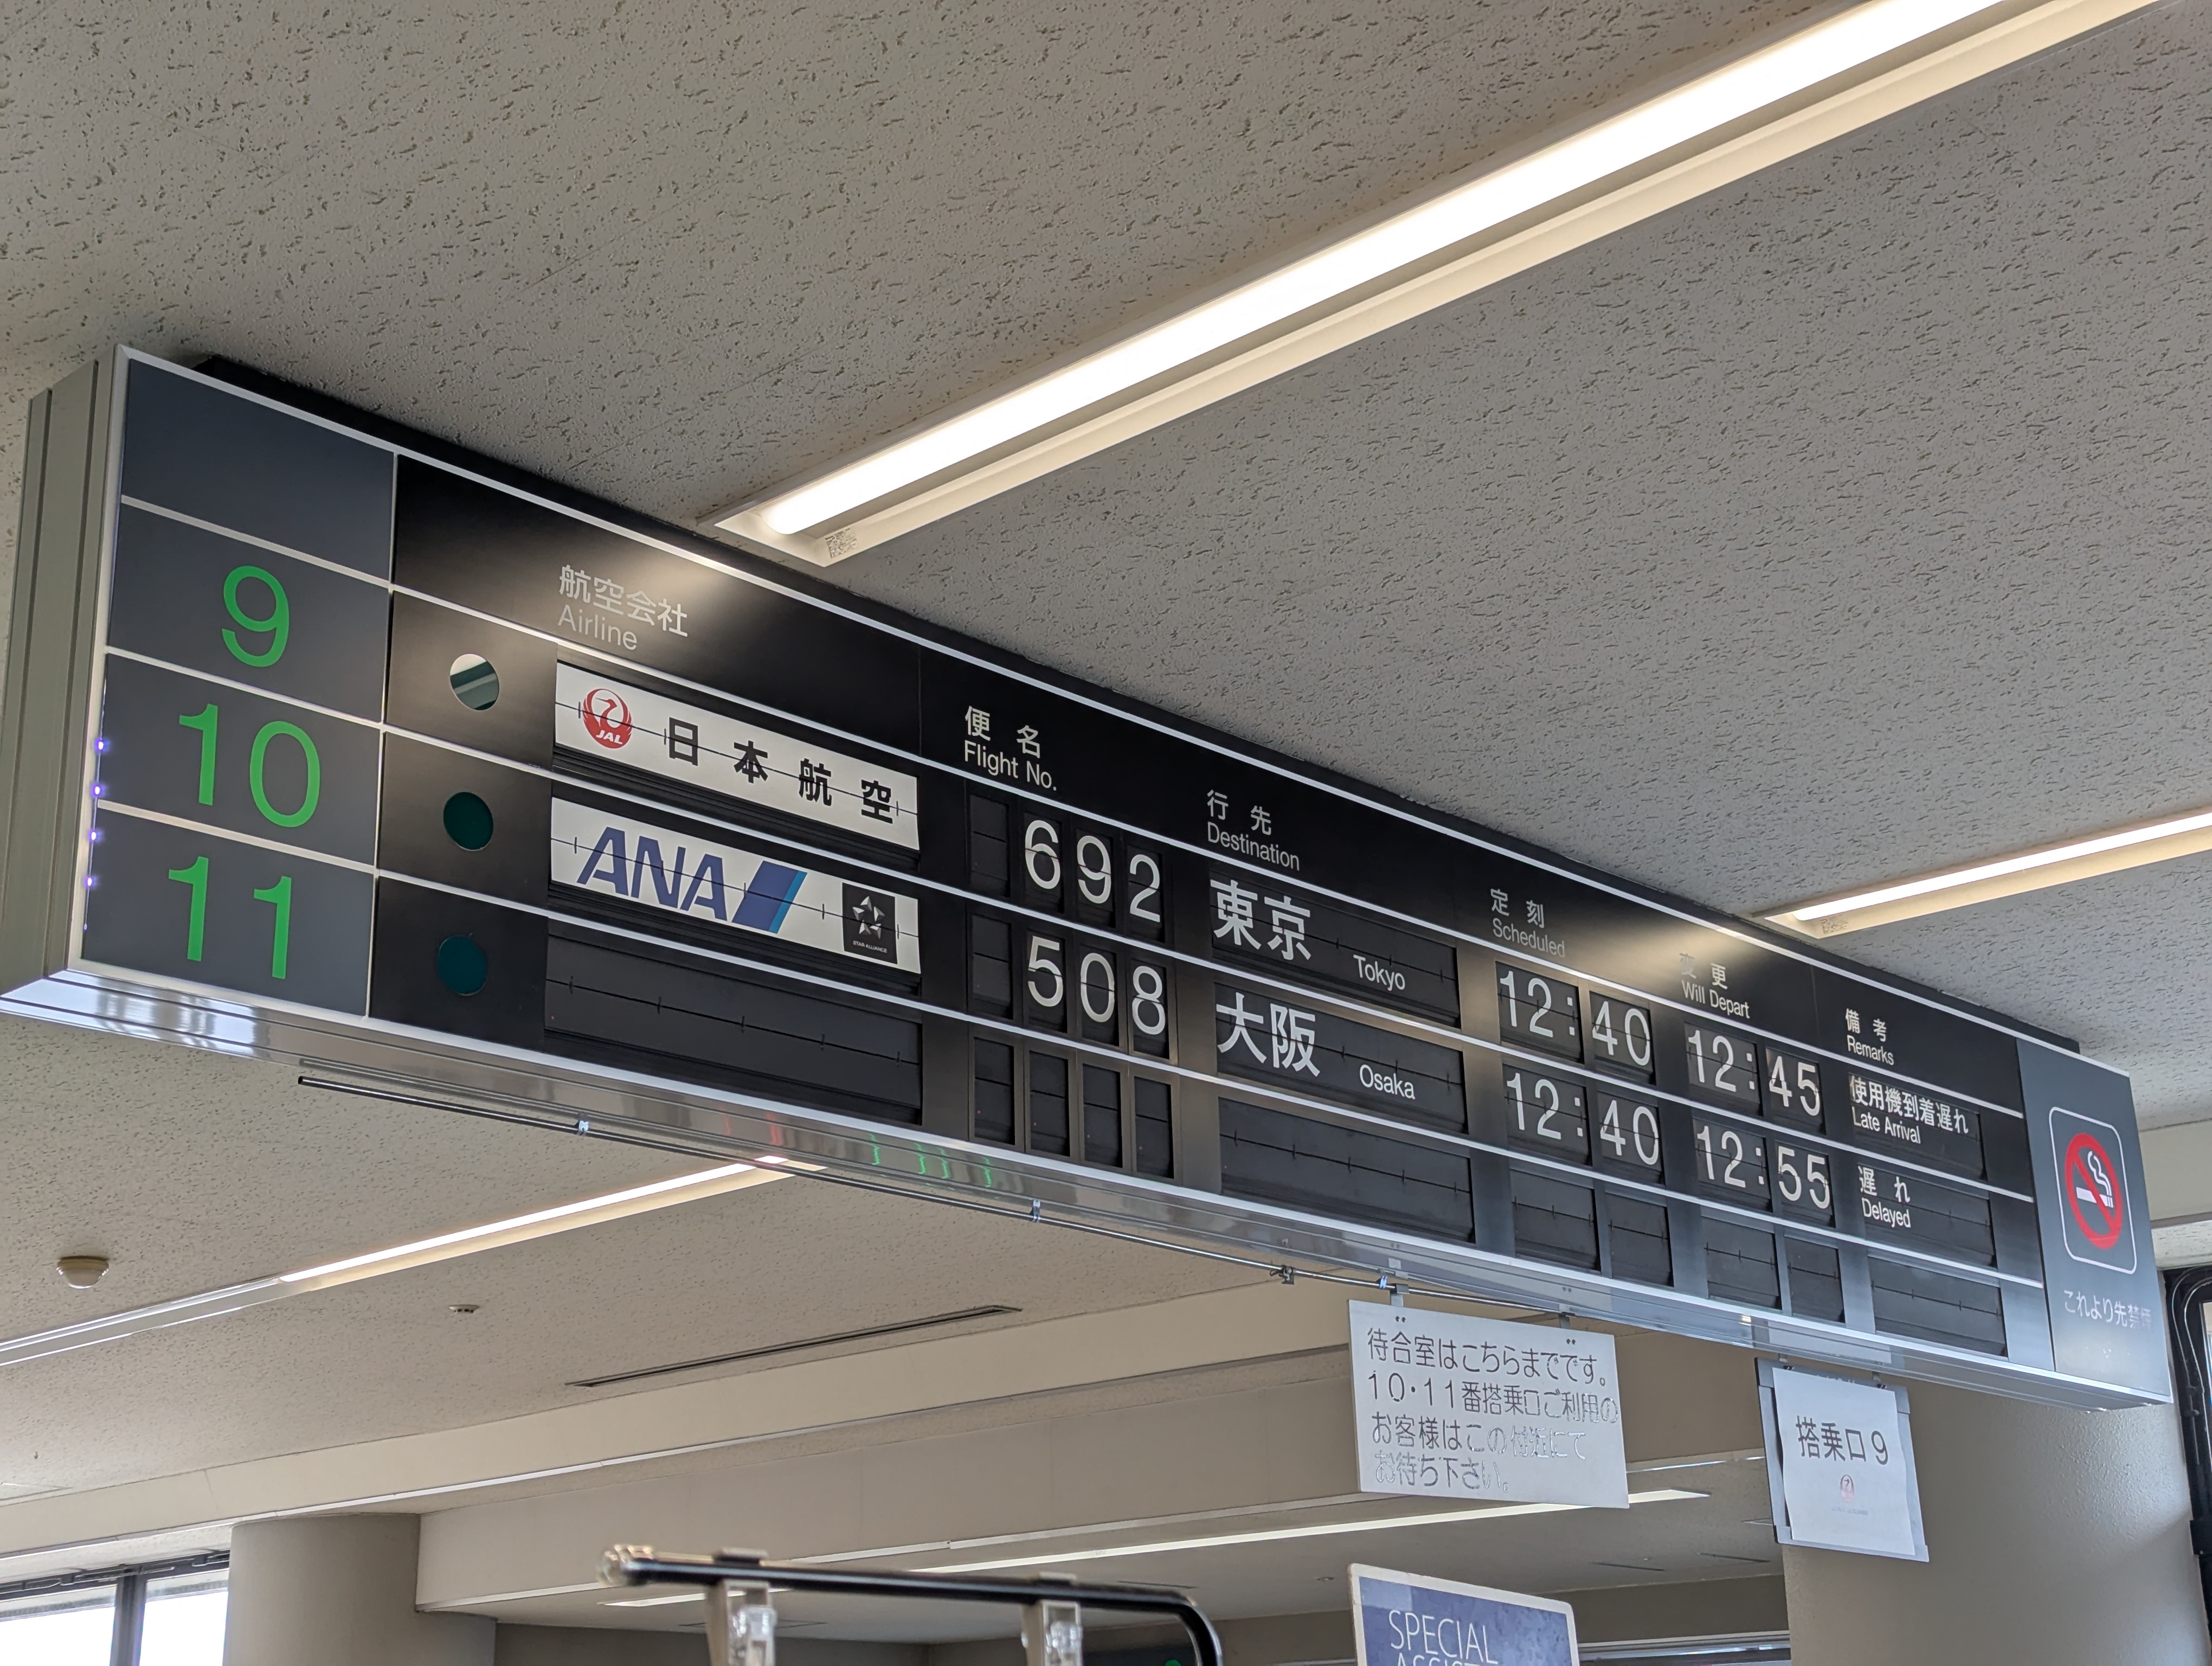 航空会社
Airline
便名
Flight No.
行先
Destination
定刻
Scheduled
変更
Will Depart
備考
Remarks
9
JAL
日本航空
692
東京
Tokyo
12:40
12:45
使用機到着遅れ
Late Arrival
10
ANA
STAR ALLIANCE
508
大阪
Osaka
12:40
12:55
遅れ
Delayed
11
これより先禁煙
待合室はこちらまでです。
10・11番搭乗口ご利用の
お客様はこの付近にて
お待ち下さい。
搭乗口9
SPECIAL